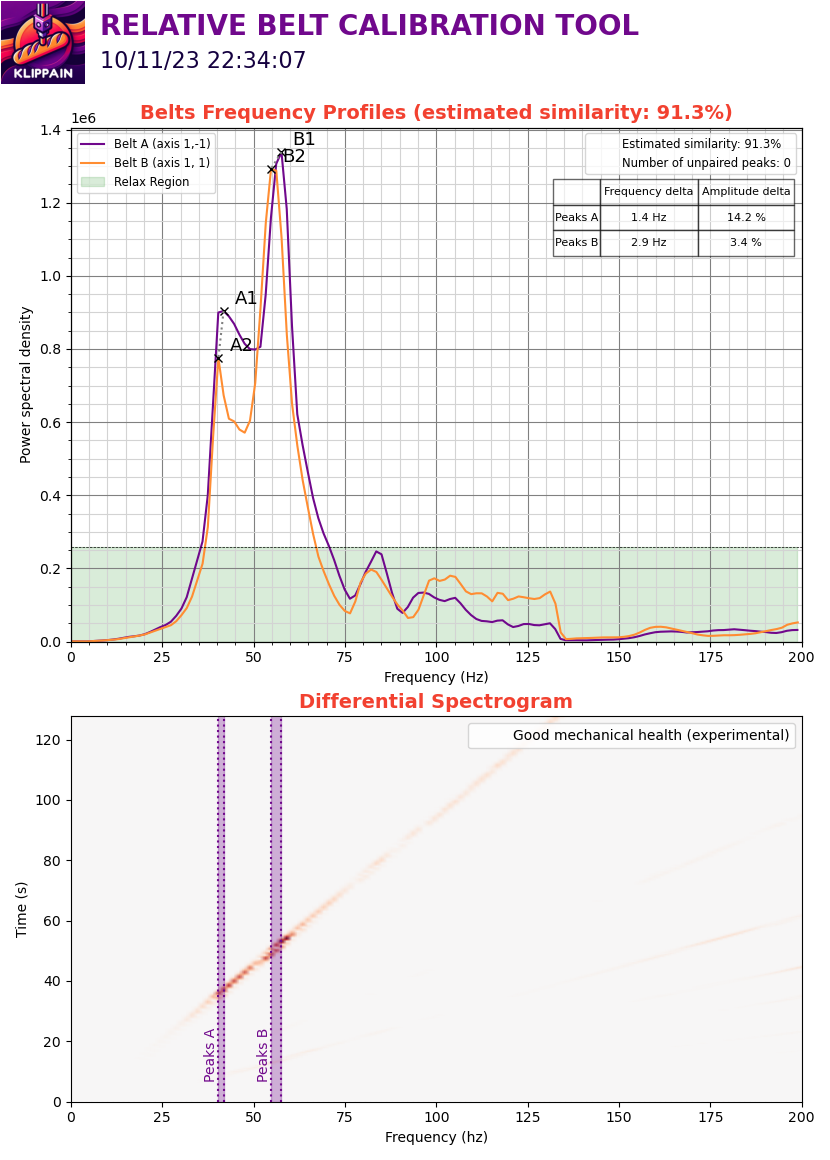 KLIPPAIN
RELATIVE BELT CALIBRATION TOOL
10/11/23 22:34:07
Belts Frequency Profiles (estimated similarity: 91.3%)
1e6
Belt A (axis 1,-1)
Belt B (axis 1, 1)
Relax Region
Estimated similarity: 91.3%
Number of unpaired peaks: 0
Frequency delta Amplitude delta
Peaks A 1.4 Hz 14.2 %
Peaks B 2.9 Hz 3.4 %
B1
B2
A1
A2
Power spectral density
1.4
1.2
1.0
0.8
0.6
0.4
0.2
0.0
0 25 50 75 100 125 150 175 200
Frequency (Hz)
Differential Spectrogram
Good mechanical health (experimental)
Peaks A
Peaks B
Time (s)
120
100
80
60
40
20
0
0 25 50 75 100 125 150 175 200
Frequency (hz)